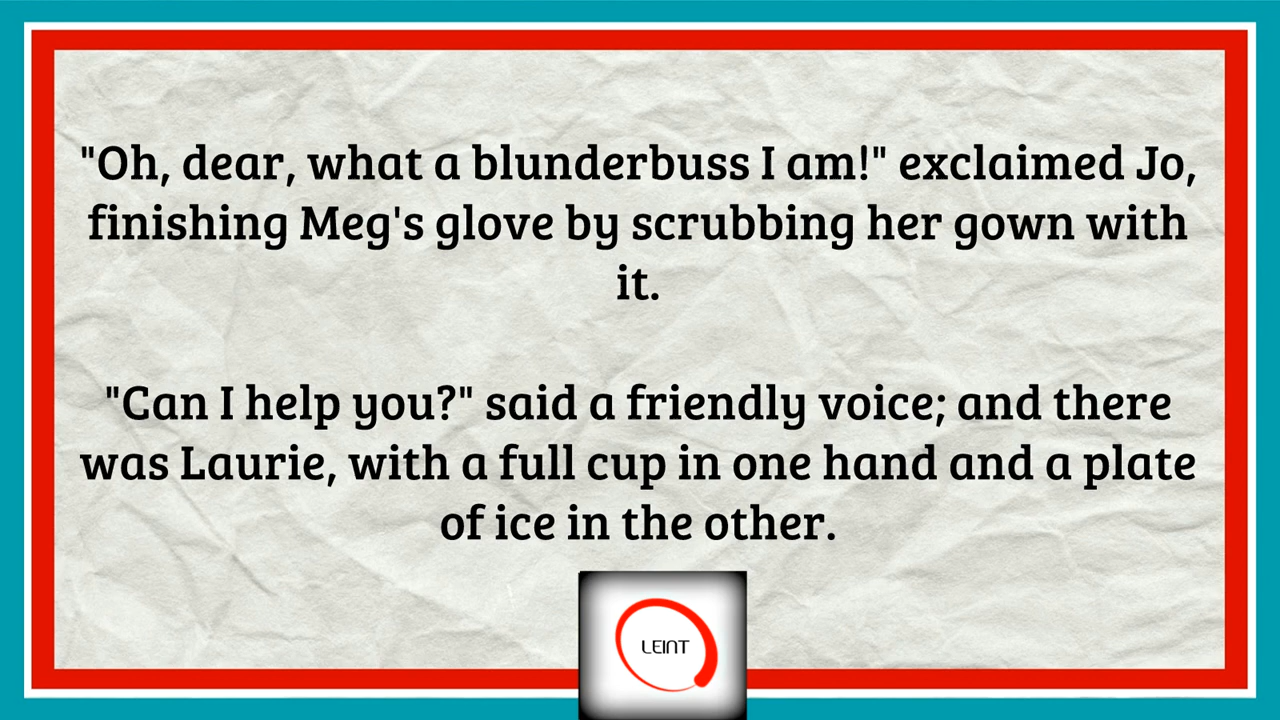 "Oh, dear, what a blunderbuss I am!" exclaimed Jo,
finishing Meg's glove by scrubbing her gown with
it.
"Can I help you?" said a friendly voice; and there
was Laurie, with a full cup in one hand and a plate
of ice in the other.
LEINT